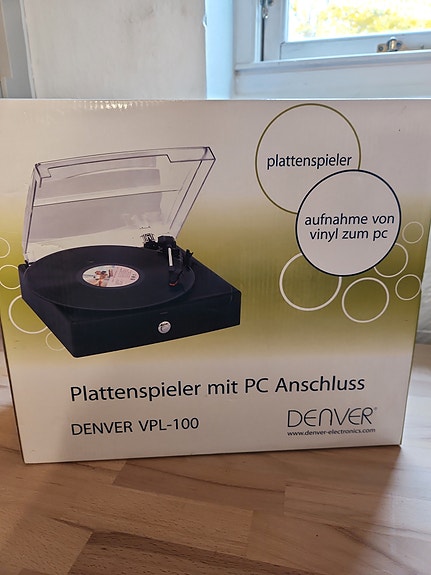 plattenspieler
aufnahme von
vinyl zum pc
Plattenspieler mit PC Anschluss
DENVER VPL-100
DENVER®
www.denver-electronics.com